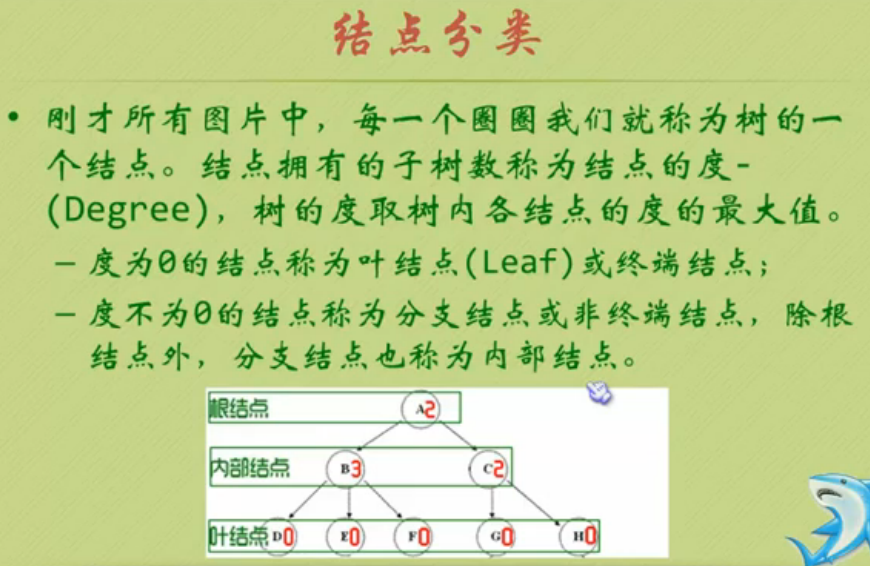 结点分类
• 刚才所有图片中，每一个圈圈我们就称为树的一
个结点。结点拥有的子树数称为结点的度-
(Degree)，树的度取树内各结点的度的最大值。
– 度为0的结点称为叶结点(Leaf)或终端结点；
– 度不为0的结点称为分支结点或非终端结点，除根
结点外，分支结点也称为内部结点。
根结点 A2
内部结点 B3 C2
叶结点 D0 E0 F0 G0 H0